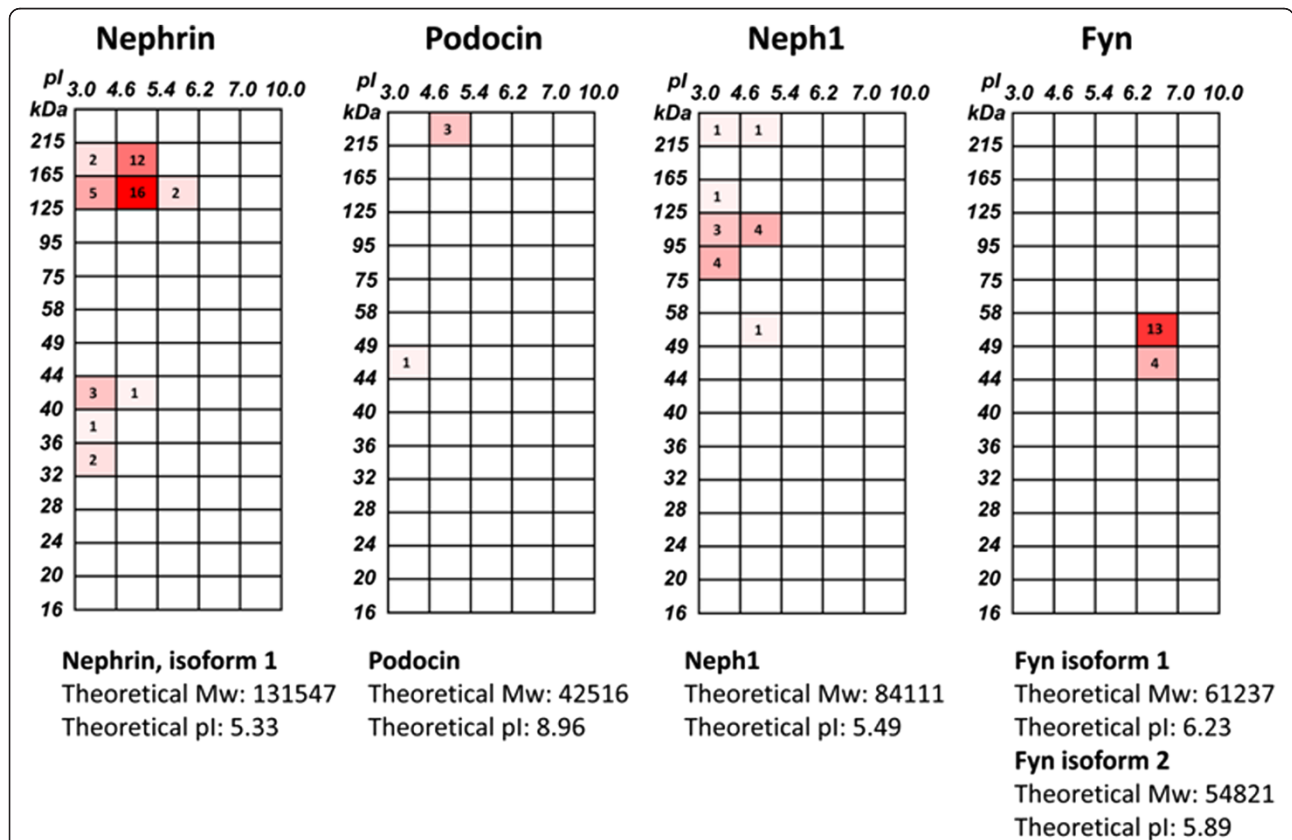 Nephrin
pI 3.0 4.6 5.4 6.2 7.0 10.0
kDa
215
2 12
165
5 16 2
125
95
75
58
49
44
3 1
40
1
36
2
32
28
24
20
16
Nephrin, isoform 1
Theoretical Mw: 131547
Theoretical pI: 5.33
Podocin
pI 3.0 4.6 5.4 6.2 7.0 10.0
kDa
3
215
165
125
95
75
58
49
1
44
40
36
32
28
24
20
16
Podocin
Theoretical Mw: 42516
Theoretical pI: 8.96
Neph1
pI 3.0 4.6 5.4 6.2 7.0 10.0
kDa
1 1
215
165
1
125
3 4
95
4
75
58
1
49
44
40
36
32
28
24
20
16
Neph1
Theoretical Mw: 84111
Theoretical pI: 5.49
Fyn
pI 3.0 4.6 5.4 6.2 7.0 10.0
kDa
215
165
125
95
75
58
13
49
4
44
40
36
32
28
24
20
16
Fyn isoform 1
Theoretical Mw: 61237
Theoretical pI: 6.23
Fyn isoform 2
Theoretical Mw: 54821
Theoretical pI: 5.89